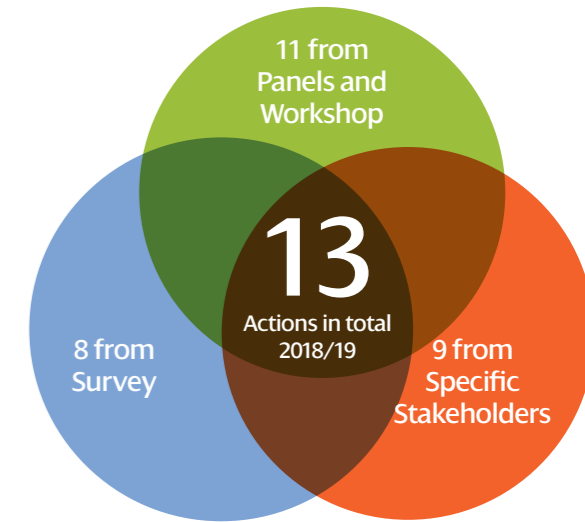 11 from
Panels and
Workshop
13
Actions in total
2018/19
8 from
Survey
9 from
Specific
Stakeholders